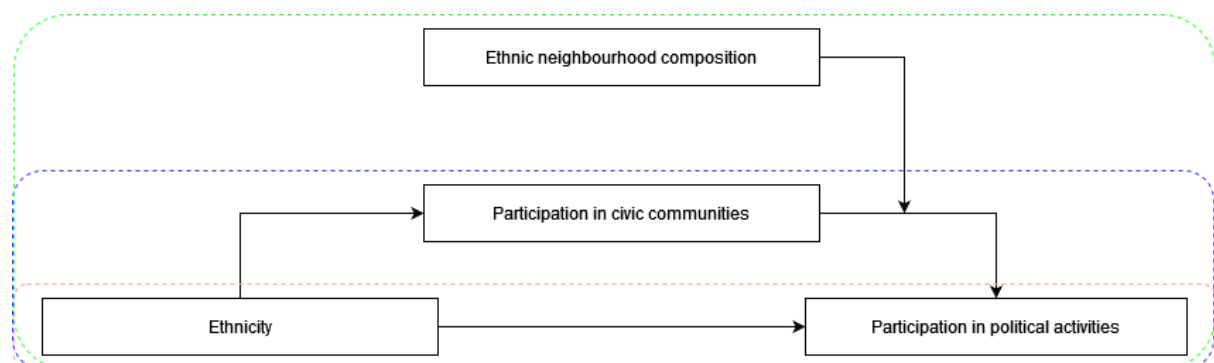 Ethnic neighbourhood composition
Participation in civic communities
Ethnicity
Participation in political activities